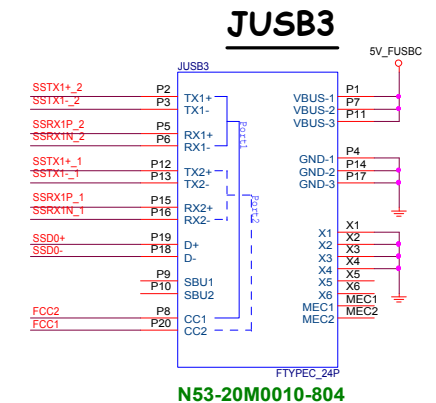 JUSB3
5V_FUSBC
JUSB3
SSTX1+_2 P2 TX1+ VBUS-1 P1
SSTX1-_2 P3 TX1- VBUS-2 P7
VBUS-3 P11
SSRX1P_2 P5 RX1+
SSRX1N_2 P6 RX1-
Port1
GND-1 P4
SSTX1+_1 P12 TX2+ GND-2 P14
SSTX1-_1 P13 TX2- GND-3 P17
SSRX1P_1 P15 RX2+
SSRX1N_1 P16 RX2-
Port2
X1 X1
SSD0+ P19 D+ X2 X2
SSD0- P18 D- X3 X3
X4 X4
P9 SBU1 X5 X5
P10 SBU2 X6 X6
MEC1 MEC1
FCC2 P8 CC1 MEC2 MEC2
FCC1 P20 CC2
FTYPEC_24P
N53-20M0010-804